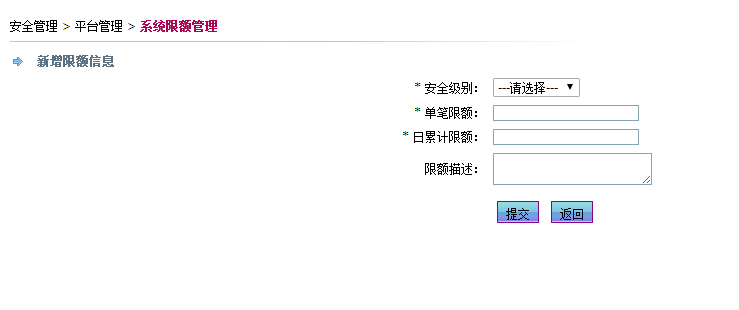 安全管理 > 平台管理 > 系统限额管理
新增限额信息
* 安全级别： ---请选择---
* 单笔限额：
* 日累计限额：
限额描述：
提交 返回